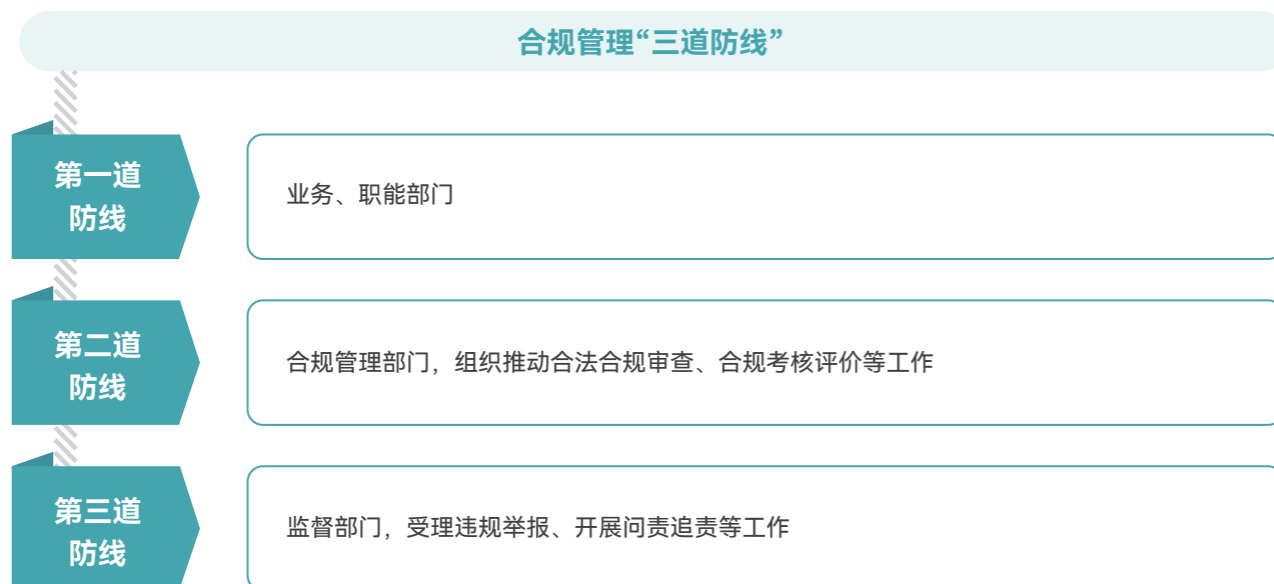 合规管理“三道防线”
第一道
防线
业务、职能部门
第二道
防线
合规管理部门，组织推动合法合规审查、合规考核评价等工作
第三道
防线
监督部门，受理违规举报、开展问责追责等工作